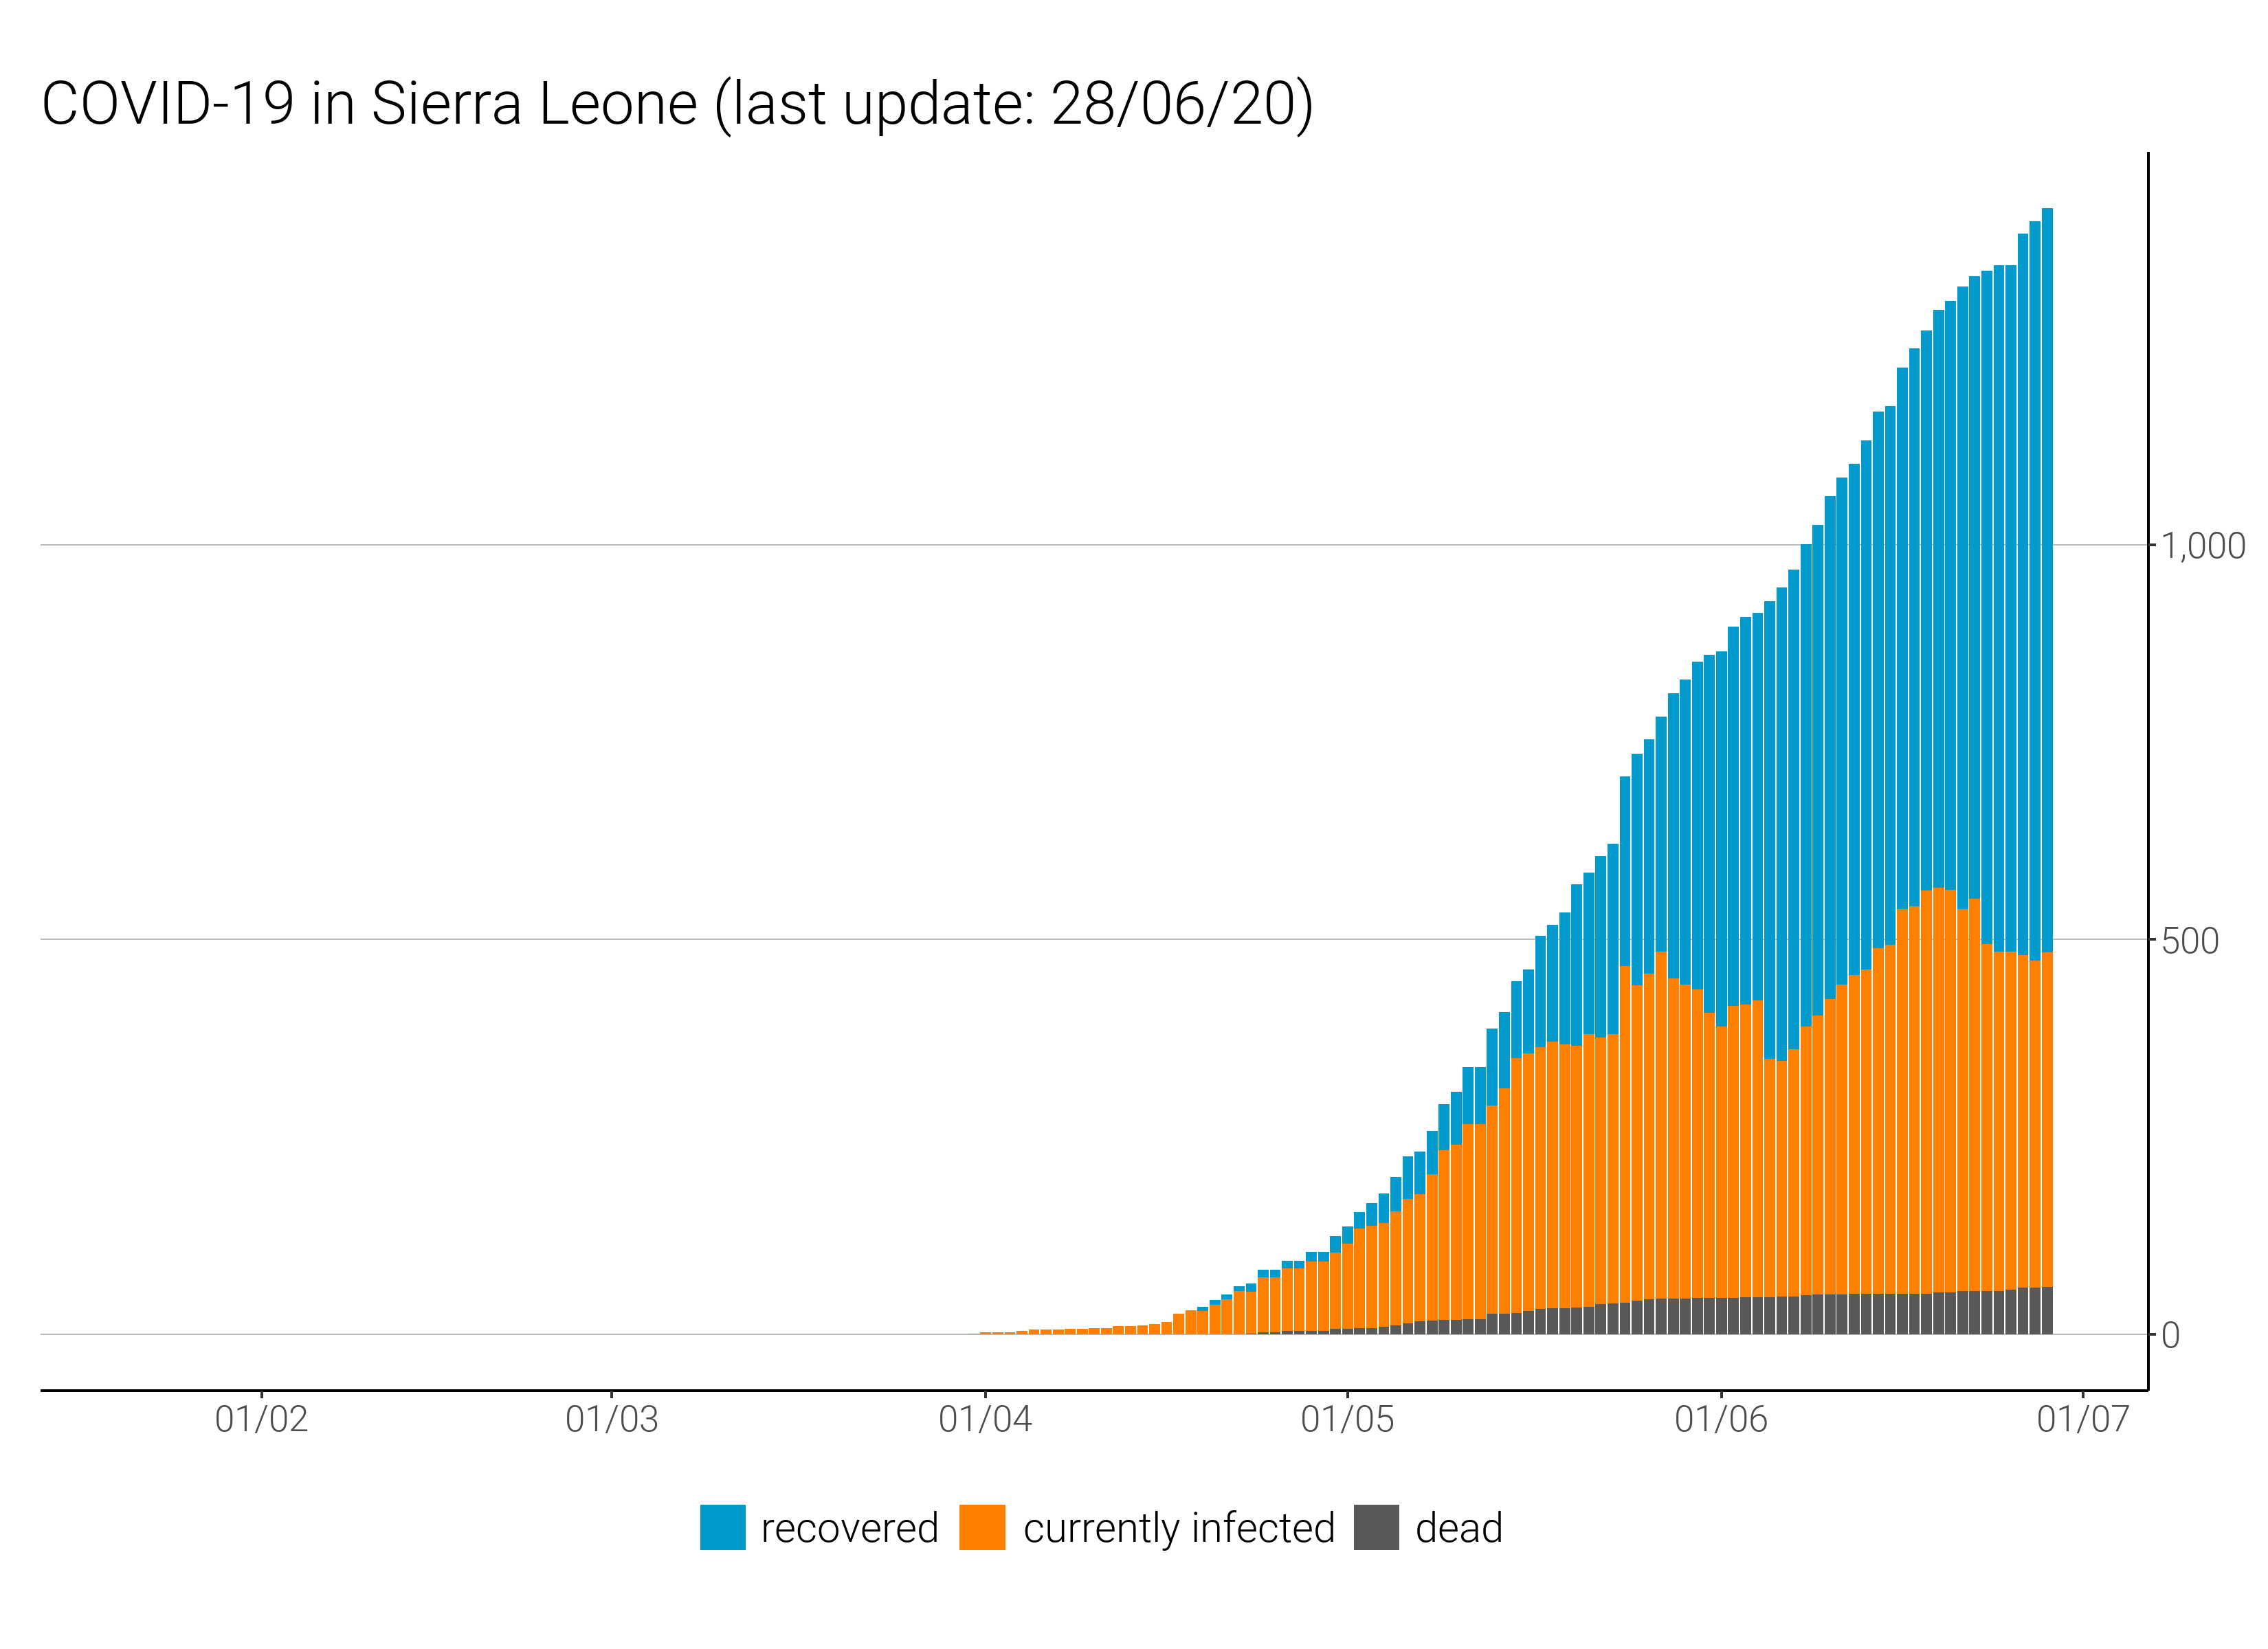 COVID-19 in Sierra Leone (last update: 28/06/20)
1,000
500
0
01/02 01/03 01/04 01/05 01/06 01/07
recovered currently infected dead